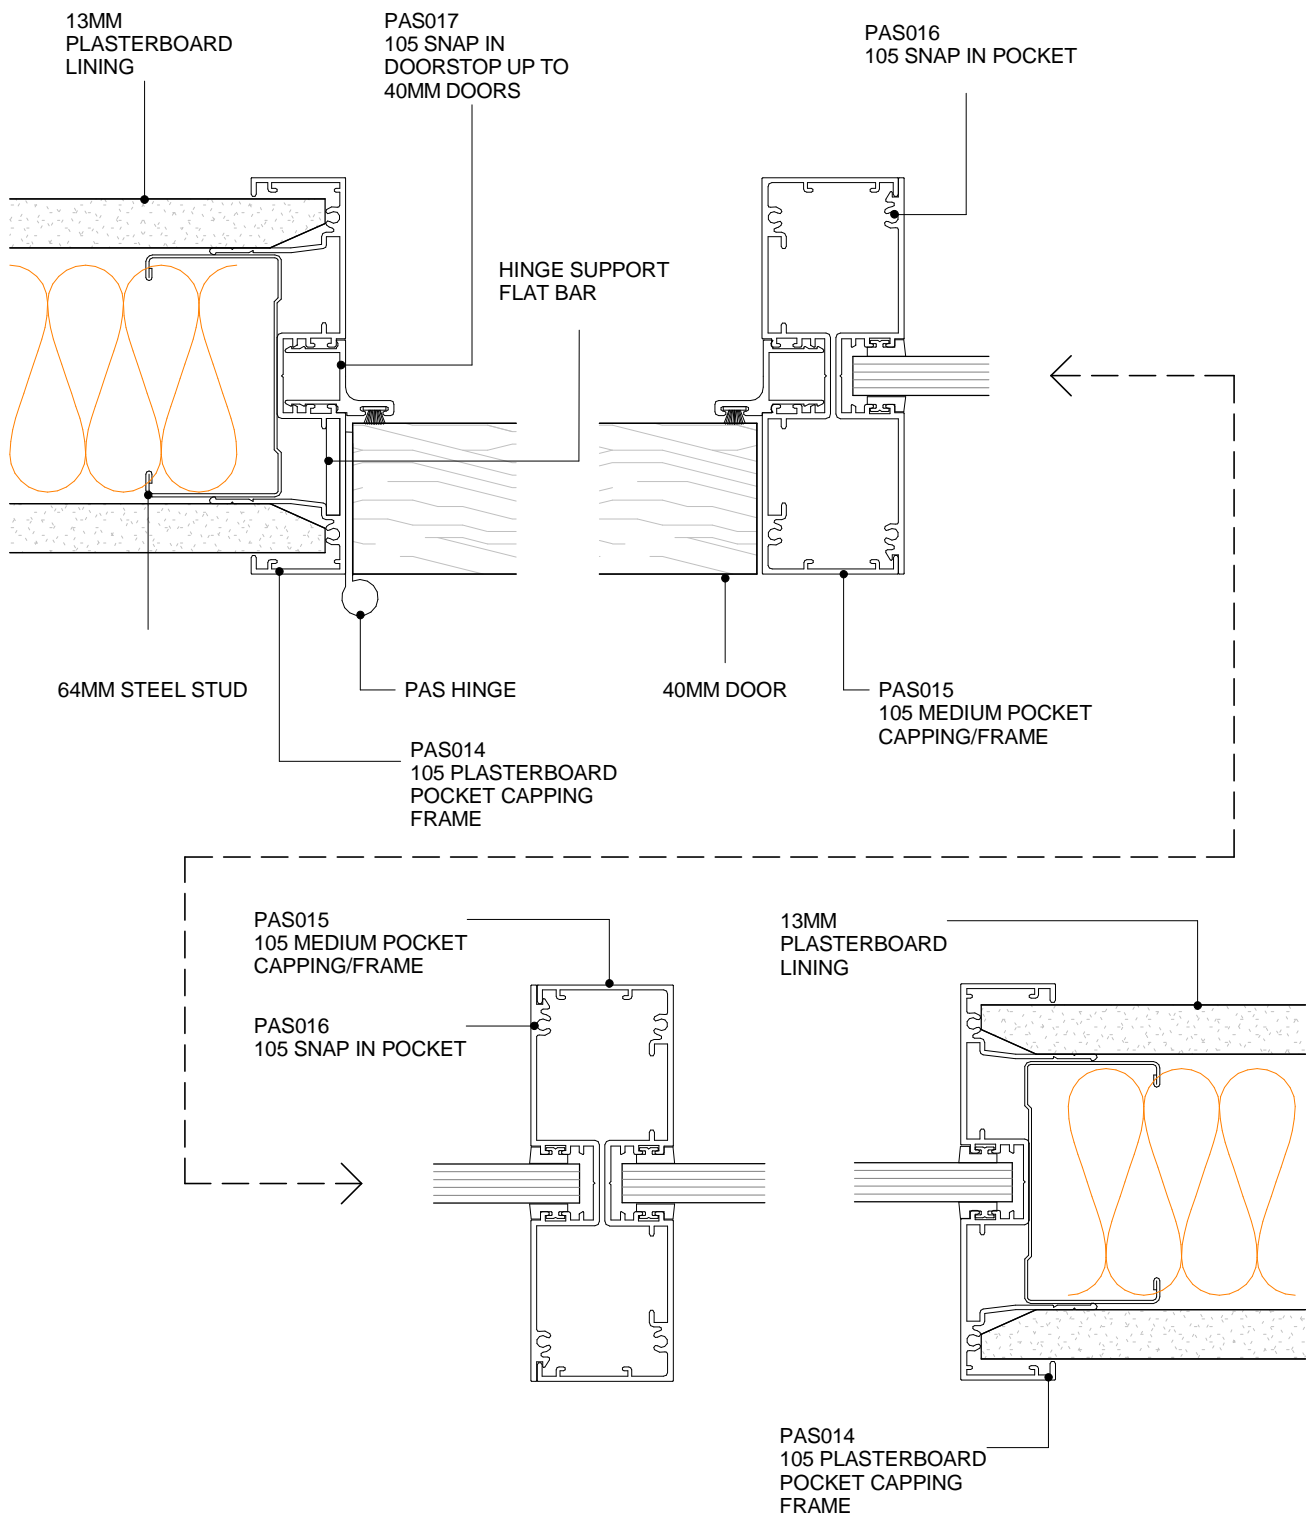 13MM
PLASTERBOARD
LINING
PAS017
105 SNAP IN
DOORSTOP UP TO
40MM DOORS
PAS016
105 SNAP IN POCKET
HINGE SUPPORT
FLAT BAR
64MM STEEL STUD
PAS HINGE
40MM DOOR
PAS015
105 MEDIUM POCKET
CAPPING/FRAME
PAS014
105 PLASTERBOARD
POCKET CAPPING
FRAME
PAS015
105 MEDIUM POCKET
CAPPING/FRAME
PAS016
105 SNAP IN POCKET
13MM
PLASTERBOARD
LINING
PAS014
105 PLASTERBOARD
POCKET CAPPING
FRAME